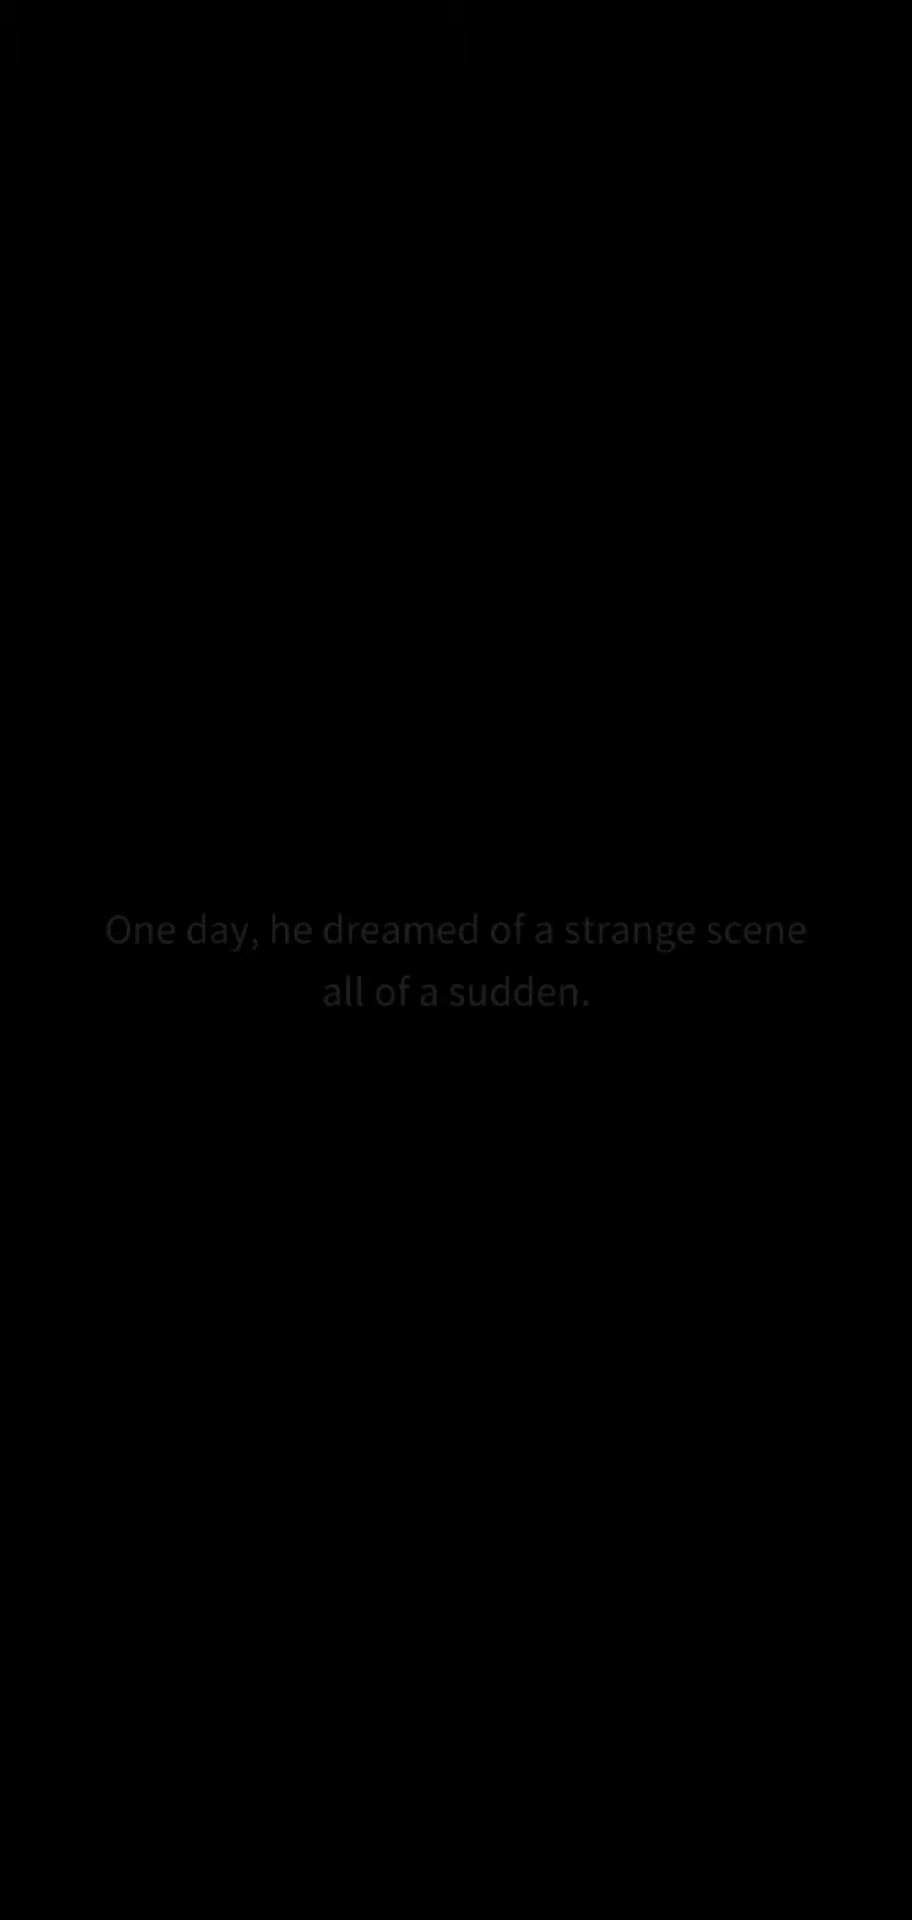 One day, he dreamed of a strange scene
all of a sudden.